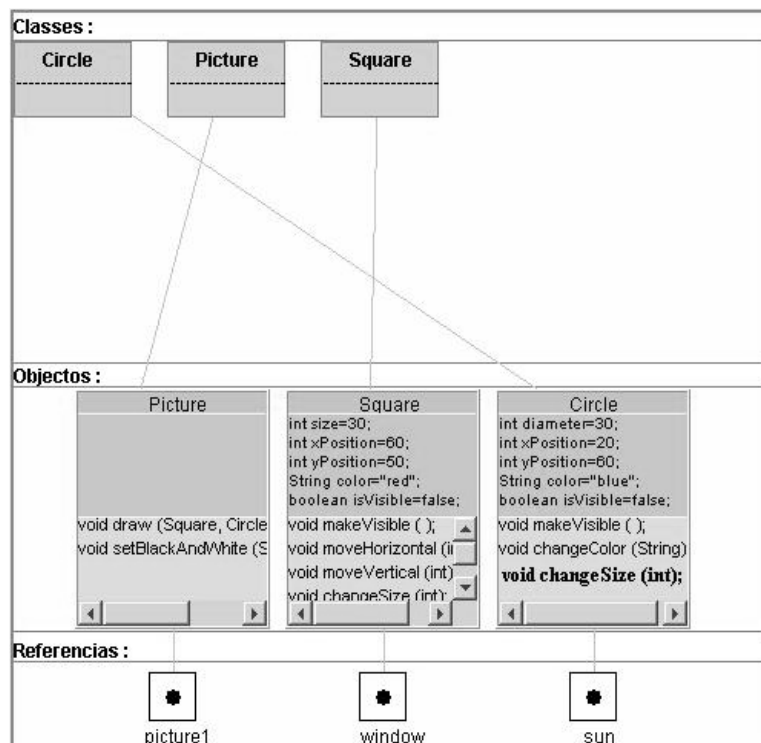 Classes :
Circle
Picture
Square
Objectos :
Picture
void draw (Square, Circle
void setBlackAndWhite (S
Square
int size=30;
int xPosition=60;
int yPosition=50;
String color="red";
boolean isVisible=false;
void makeVisible ( );
void moveHorizontal (in
void moveVertical (int)
void changeSize (int);
Circle
int diameter=30;
int xPosition=20;
int yPosition=60;
String color="blue";
boolean isVisible=false;
void makeVisible ( );
void changeColor (String)
void changeSize (int);
Referencias :
picture1
window
sun